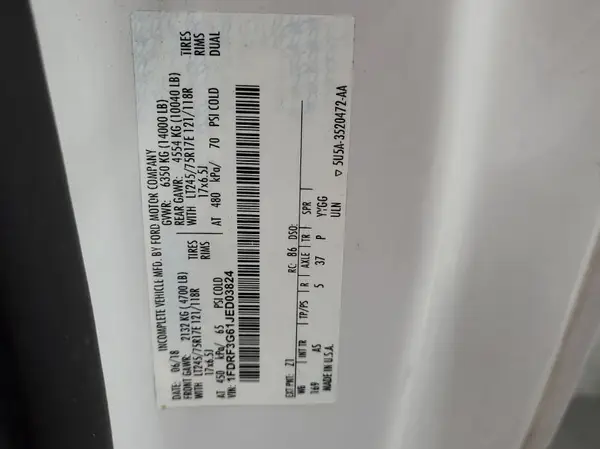 INCOMPLETE VEHICLE MFD. BY FORD MOTOR COMPANY
DATE: 06/18 GVWR: 6350 KG (14000 LB)
FRONT GAWR: 2132 KG (4700 LB) REAR GAWR: 4554 KG (10040 LB)
WITH LT245/75R17E 121/118R TIRES WITH LT245/75R17E 121/118R TIRES
17x6.5J RIMS 17x6.5J RIMS
AT 450 kPa/ 65 PSI COLD AT 480 kPa/ 70 PSI COLD DUAL
VIN: 1FDRF3G61JED03824
EXT PNT: Z1 RC: B6 DSO:
WB INT TR TP/PS R AXLE TR SPR
169 AS 5 37 P YYGG
MADE IN U.S.A. ULN
▽ 5U5A-3520472-AA